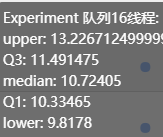 Experiment 队列16线程:
upper: 13.226712499999
Q3: 11.491475
median: 10.72405
Q1: 10.33465
lower: 9.8178